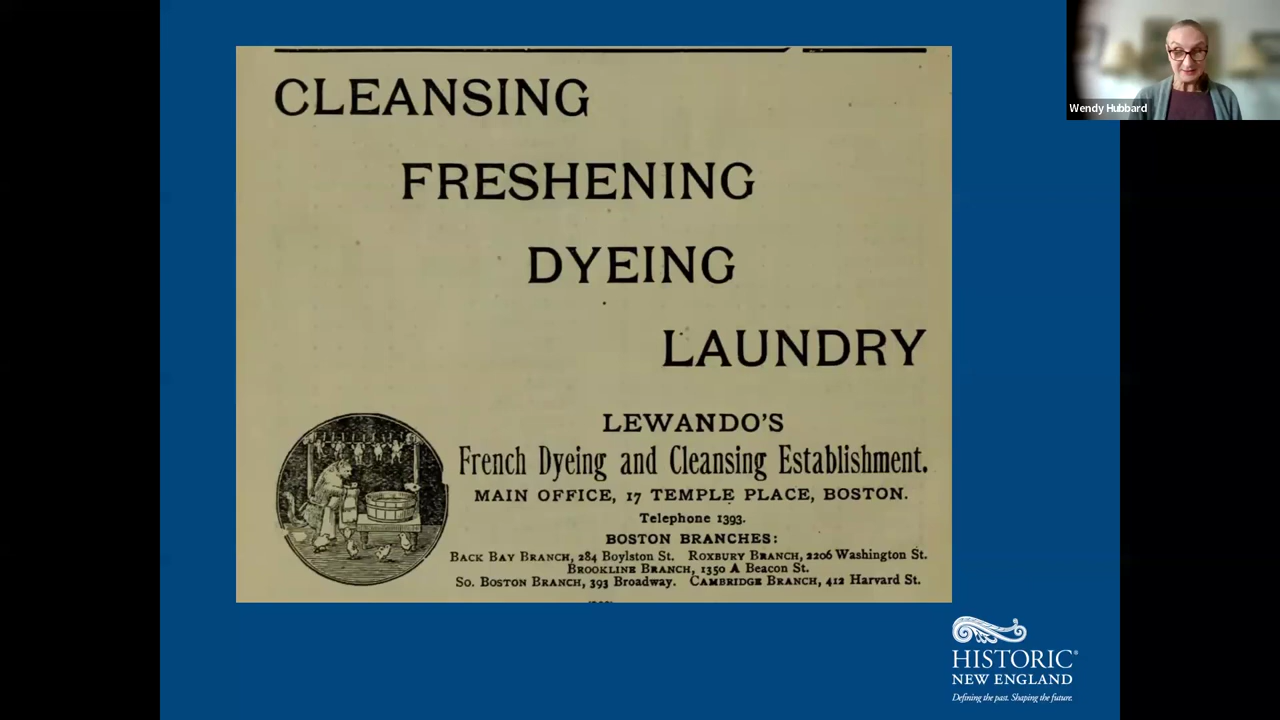 CLEANSING
FRESHENING
DYEING
LAUNDRY
LEWANDO'S
French Dyeing and Cleansing Establishment.
MAIN OFFICE, 17 TEMPLE PLACE, BOSTON.
Telephone 1393.
BOSTON BRANCHES:
BACK BAY BRANCH, 284 Boylston St. ROXBURY BRANCH, 2206 Washington St.
BROOKLINE BRANCH, 1350 A Beacon St.
So. BOSTON BRANCH, 393 Broadway. CAMBRIDGE BRANCH, 412 Harvard St.
Wendy Hubbard
HISTORIC®
NEW ENGLAND
Defining the past. Shaping the future.